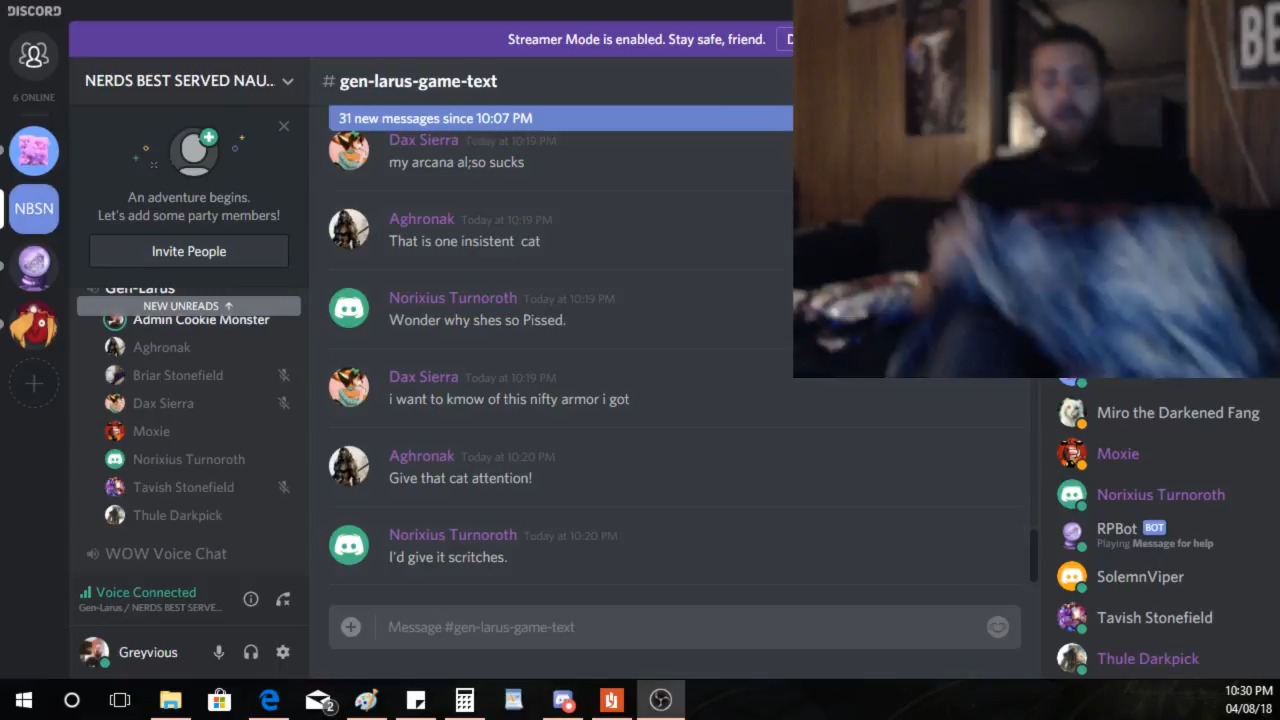 DISCORD
Streamer Mode is enabled. Stay safe, friend.
D
6 ONLINE
NBSN
NERDS BEST SERVED NAU...
An adventure begins.
Let's add some party members!
Invite People
Gen-Larus
NEW UNREADS ↑
Admin Cookie Monster
Aghronak
Briar Stonefield
Dax Sierra
Moxie
Norixius Turnoroth
Tavish Stonefield
Thule Darkpick
WOW Voice Chat
Voice Connected
Gen-Larus / NERDS BEST SERVE...
Greyvious
# gen-larus-game-text
31 new messages since 10:07 PM
Dax Sierra Today at 10:19 PM
my arcana al;so sucks
Aghronak Today at 10:19 PM
That is one insistent cat
Norixius Turnoroth Today at 10:19 PM
Wonder why shes so Pissed.
Dax Sierra Today at 10:19 PM
i want to kmow of this nifty armor i got
Aghronak Today at 10:20 PM
Give that cat attention!
Norixius Turnoroth Today at 10:20 PM
I'd give it scritches.
Message #gen-larus-game-text
BE
Miro the Darkened Fang
Moxie
Norixius Turnoroth
RPBot BOT
Playing Message for help
SolemnViper
Tavish Stonefield
Thule Darkpick
2
10:30 PM
04/08/18